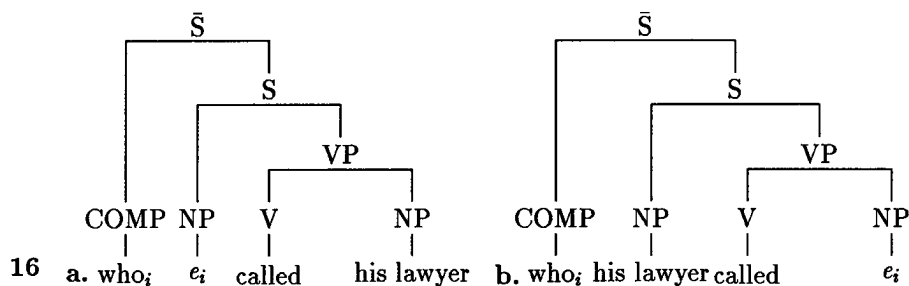 S̄ S̄
S S
VP VP
COMP NP V NP COMP NP V NP
16 a. whoᵢ eᵢ called his lawyer b. whoᵢ his lawyer called eᵢ